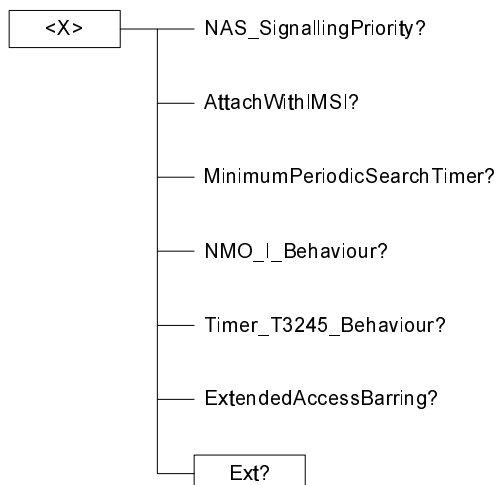 <X>
NAS_SignallingPriority?
AttachWithIMSI?
MinimumPeriodicSearchTimer?
NMO_I_Behaviour?
Timer_T3245_Behaviour?
ExtendedAccessBarring?
Ext?